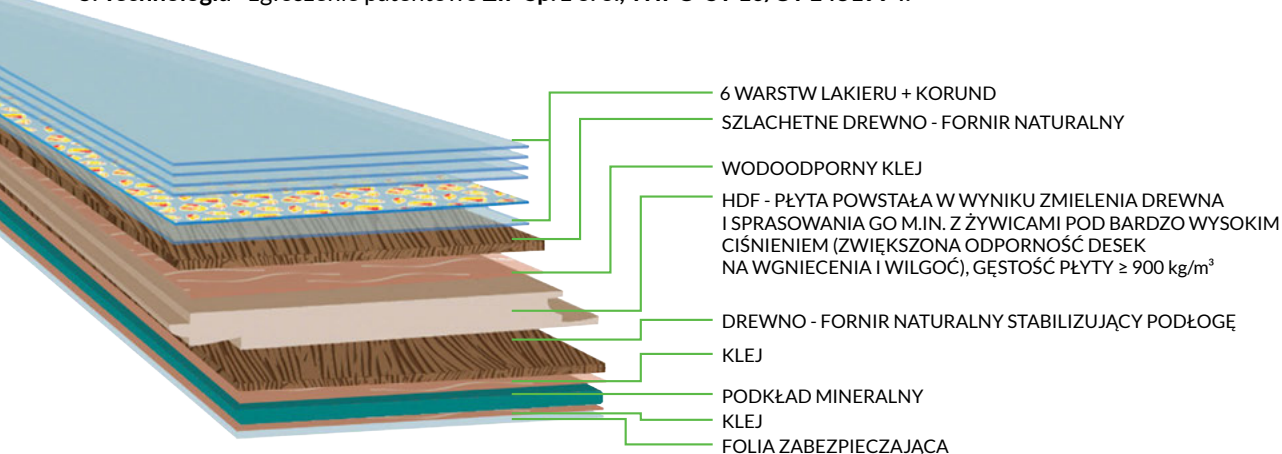 6 WARSTW LAKIERU + KORUND
SZLACHETNE DREWNO - FORNIR NATURALNY
WODOODPORNY KLEJ
HDF - PŁYTA POWSTAŁA W WYNIKU ZMIELENIA DREWNA
I SPRASOWANIA GO M.IN. Z ŻYWICAMI POD BARDZO WYSOKIM
CIŚNIENIEM (ZWIĘKSZONA ODPORNOŚĆ DESEK
NA WGNIECENIA I WILGOĆ), GĘSTOŚĆ PŁYTY ≥ 900 kg/m³
DREWNO - FORNIR NATURALNY STABILIZUJĄCY PODŁOGĘ
KLEJ
PODKŁAD MINERALNY
KLEJ
FOLIA ZABEZPIECZAJĄCA